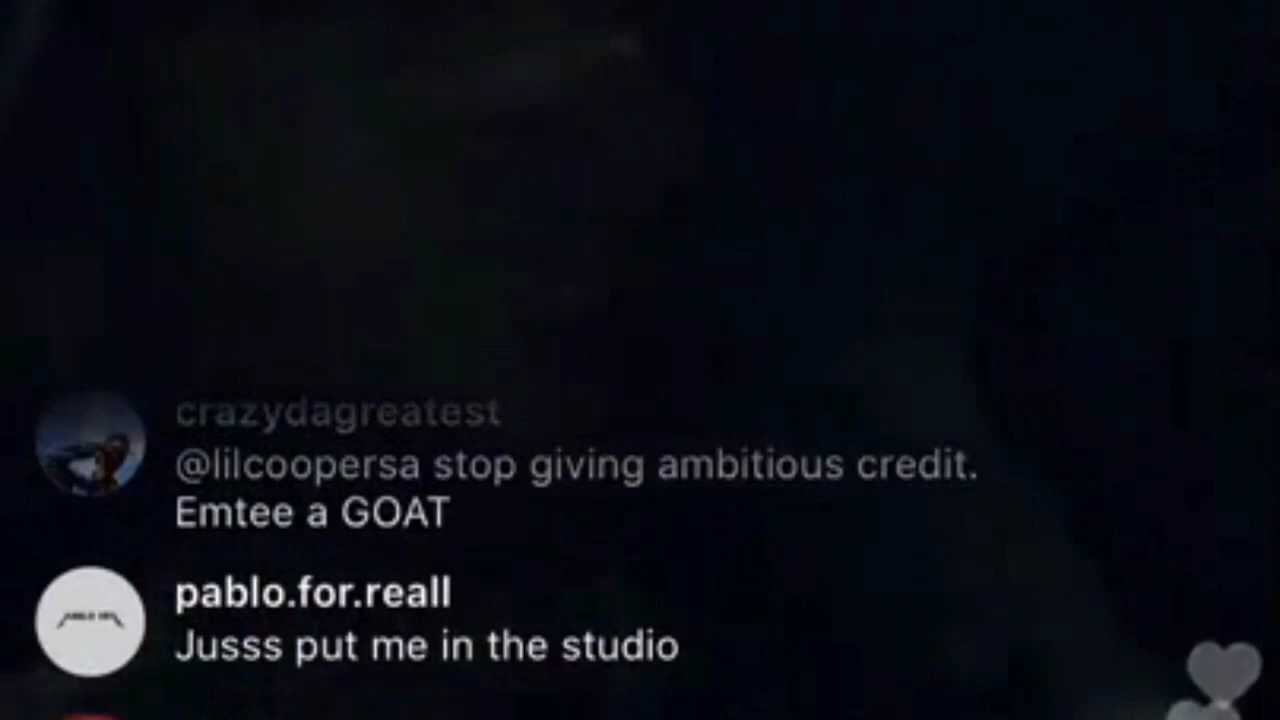 crazydagreatest
@lilcoopersa stop giving ambitious credit.
Emtee a GOAT
pablo.for.reall
Jusss put me in the studio